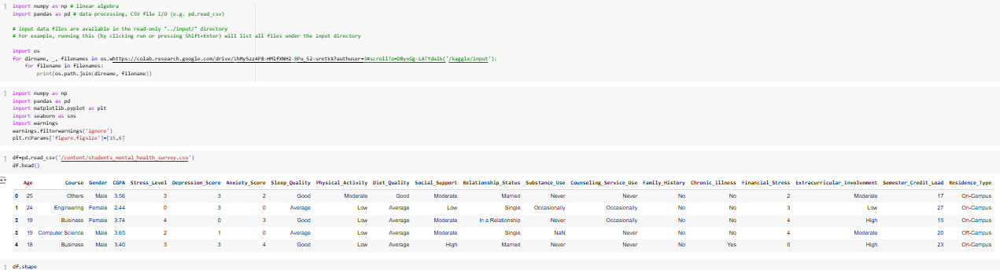 import numpy as np # linear algebra
import pandas as pd # data processing, CSV file I/O (e.g. pd.read_csv)
# Input data files are available in the read-only "../input/" directory
# For example, running this (by clicking run or pressing Shift+Enter) will list all files under the input directory
import os
for dirname, _, filenames in os.whttps://colab.research.google.com/drive/1hMy5zz4P8-HMlfXNH2-8Pu_S2-sretkX?authuser=3#scrollTo=DByxGg-LATYdalk('/kaggle/input'):
for filename in filenames:
print(os.path.join(dirname, filename))
] import numpy as np
import pandas as pd
import matplotlib.pyplot as plt
import seaborn as sns
import warnings
warnings.filterwarnings('ignore')
plt.rcParams['figure.figsize']=[15,6]
] df=pd.read_csv('/content/students_mental_health_survey.csv')
df.head()
Age Course Gender CGPA Stress_Level Depression_Score Anxiety_Score Sleep_Quality Physical_Activity Diet_Quality Social_Support Relationship_Status Substance_Use Counseling_Service_Use Family_History Chronic_Illness Financial_Stress Extracurricular_Involvement Semester_Credit_Load Residence_Type
0 25 Others Male 3.56 3 3 2 Good Moderate Good Moderate Married Never Never No No 2 Moderate 17 On-Campus
1 24 Engineering Female 2.44 0 3 0 Average Low Average Low Single Occasionally Occasionally No No 3 Low 27 On-Campus
2 19 Business Female 3.74 4 0 3 Good Low Average Moderate In a Relationship Never Occasionally No No 4 High 15 On-Campus
3 19 Computer Science Male 3.65 2 1 0 Average Low Average Moderate Single NaN Never No No 4 Moderate 20 Off-Campus
4 18 Business Male 3.40 3 3 4 Good Low Average High Married Never Never No Yes 0 High 23 On-Campus
] df.shape